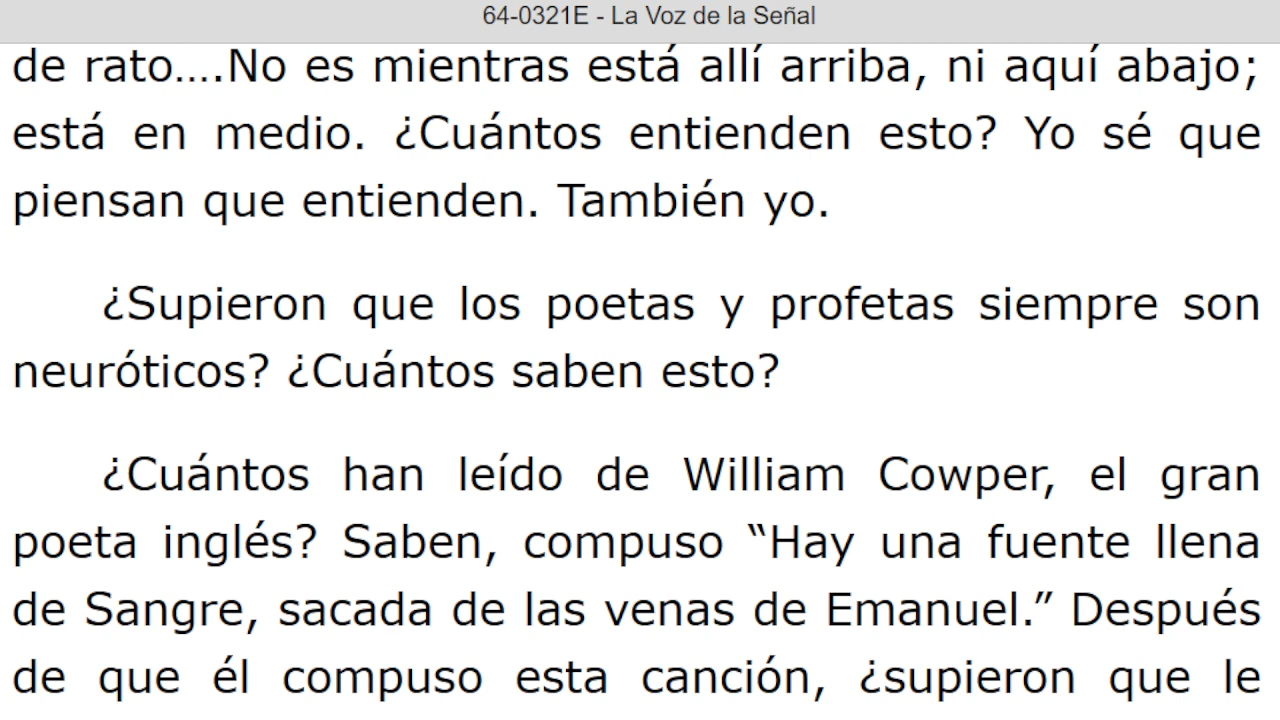 64-0321E - La Voz de la Señal
de rato....No es mientras está allí arriba, ni aquí abajo;
está en medio. ¿Cuántos entienden esto? Yo sé que
piensan que entienden. También yo.
¿Supieron que los poetas y profetas siempre son
neuróticos? ¿Cuántos saben esto?
¿Cuántos han leído de William Cowper, el gran
poeta inglés? Saben, compuso “Hay una fuente llena
de Sangre, sacada de las venas de Emanuel.” Después
de que él compuso esta canción, ¿supieron que le